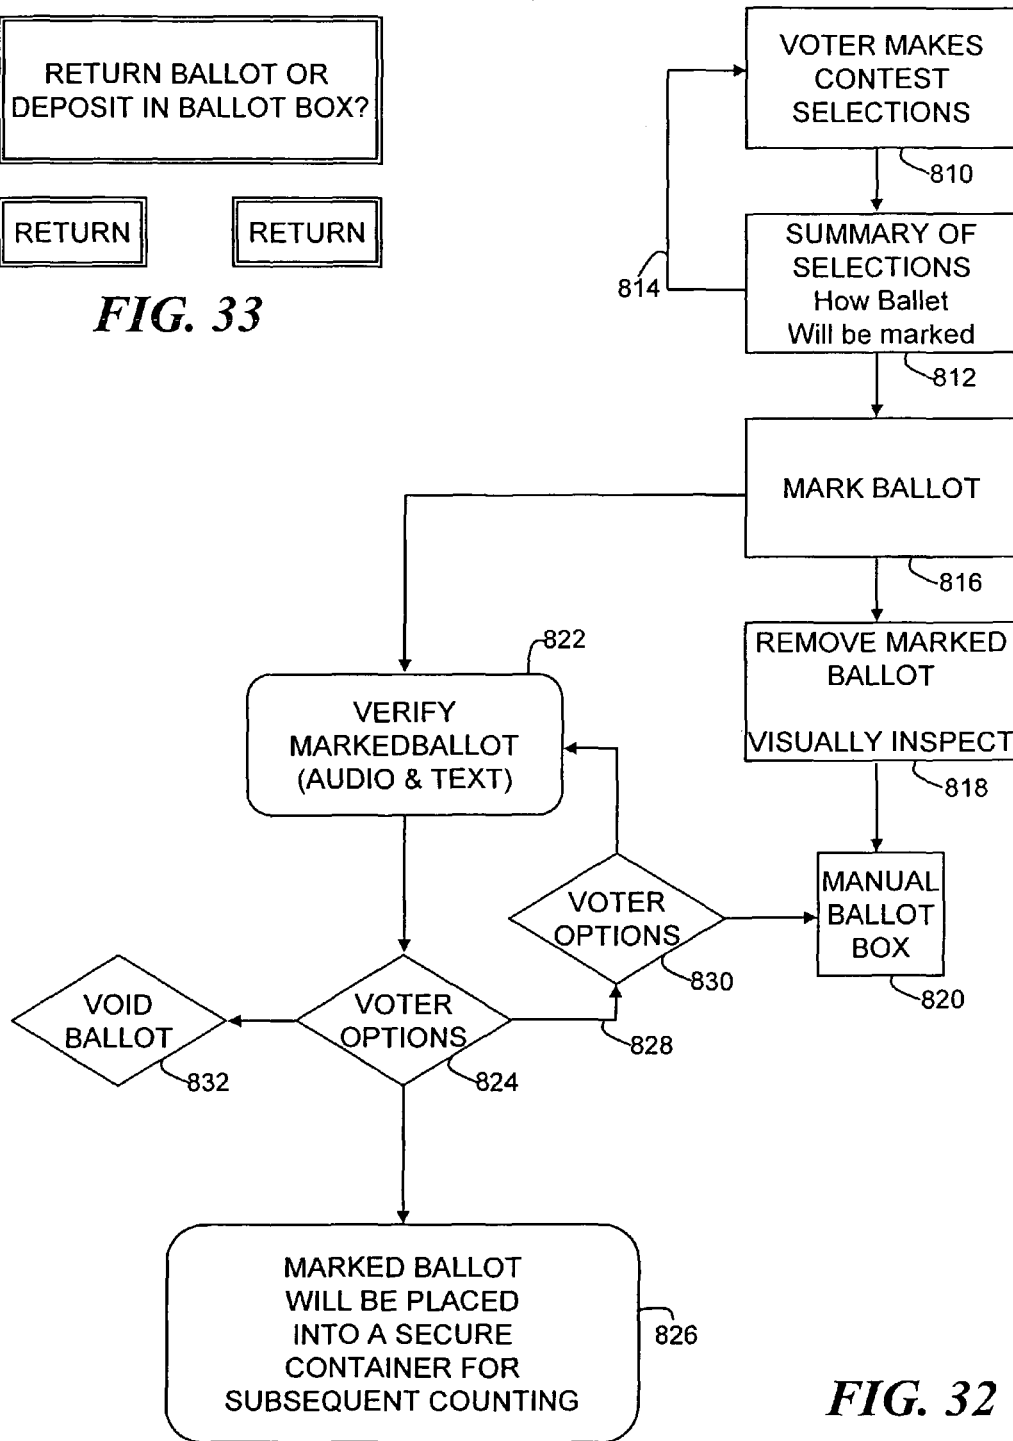 RETURN BALLOT OR
DEPOSIT IN BALLOT BOX?
RETURN
RETURN
FIG. 33
VOTER MAKES
CONTEST
SELECTIONS
810
SUMMARY OF
SELECTIONS
How Ballet
Will be marked
812
814
MARK BALLOT
816
REMOVE MARKED
BALLOT
VISUALLY INSPECT
818
822
VERIFY
MARKEDBALLOT
(AUDIO & TEXT)
VOTER
OPTIONS
830
MANUAL
BALLOT
BOX
820
VOID
BALLOT
832
VOTER
OPTIONS
824
828
MARKED BALLOT
WILL BE PLACED
INTO A SECURE
CONTAINER FOR
SUBSEQUENT COUNTING
826
FIG. 32